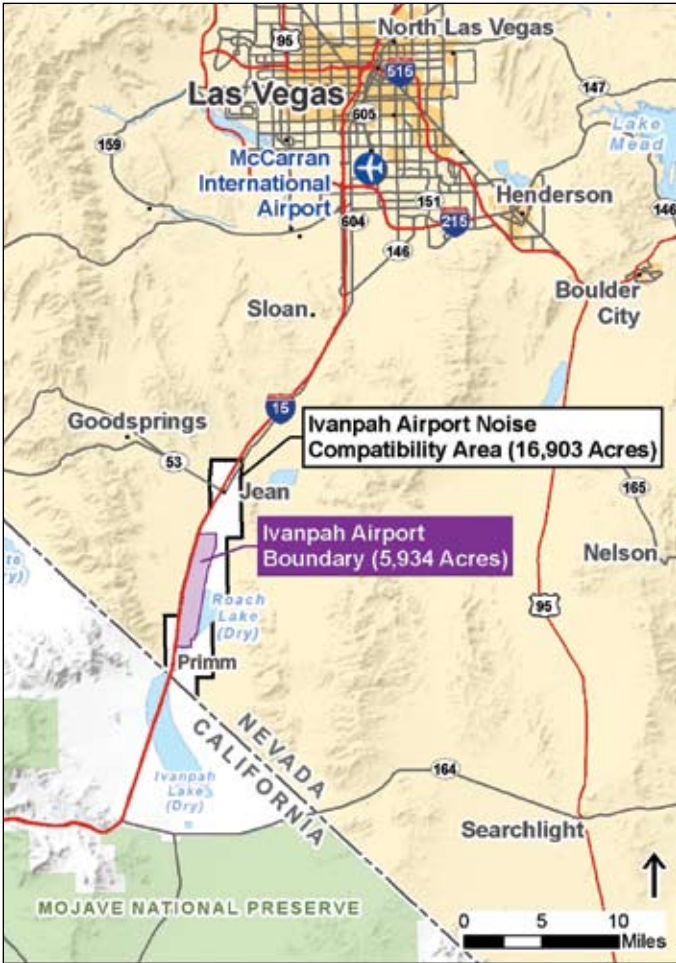 95
North Las Vegas
515
Las Vegas
605
147
Lake
Mead
159
McCarran
International
Airport
151
Henderson
604
215
146
146
Boulder
City
Sloan
15
Goodsprings
Ivanpah Airport Noise
Compatibility Area (16,903 Acres)
53
Jean
165
Ivanpah Airport
Boundary (5,934 Acres)
Nelson
Roach
Lake
(Dry)
95
Primm
NEVADA
CALIFORNIA
Ivanpah
Lake
(Dry)
164
Searchlight
MOJAVE NATIONAL PRESERVE
0 5 10
Miles